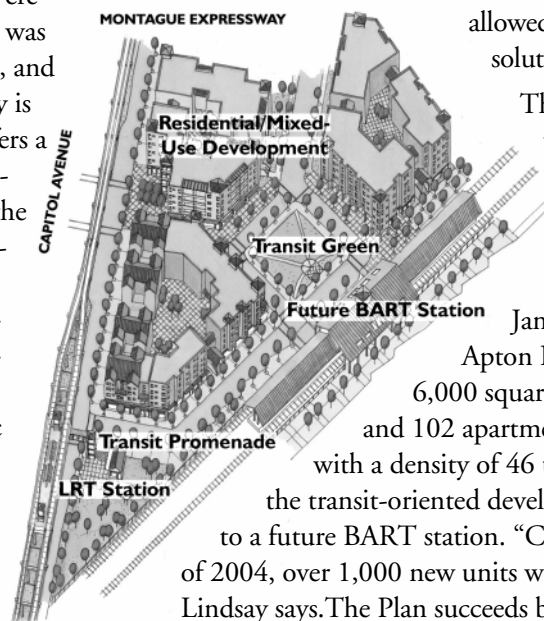 ere
was
, and
y is
ers a
-
he
-
MONTAGUE EXPRESSWAY
CAPITOL AVENUE
Residential/Mixed-
Use Development
Transit Green
Future BART Station
Transit Promenade
LRT Station
allowed
solut
Th
Jan
Apton
6,000 squar
and 102 apartme
with a density of 46
the transit-oriented devel
to a future BART station. “C
of 2004, over 1,000 new units w
Lindsay says.The Plan succeeds b